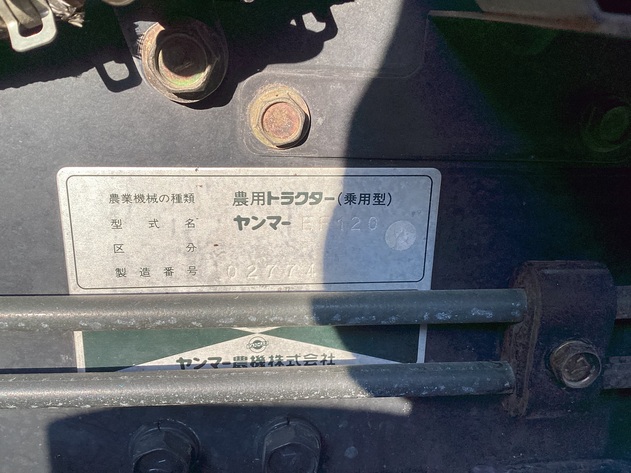 農業機械の種類 農用トラクター(乗用型)
型式名 ヤンマー EF120
区分
製造番号 02774
ヤンマー農機株式会社